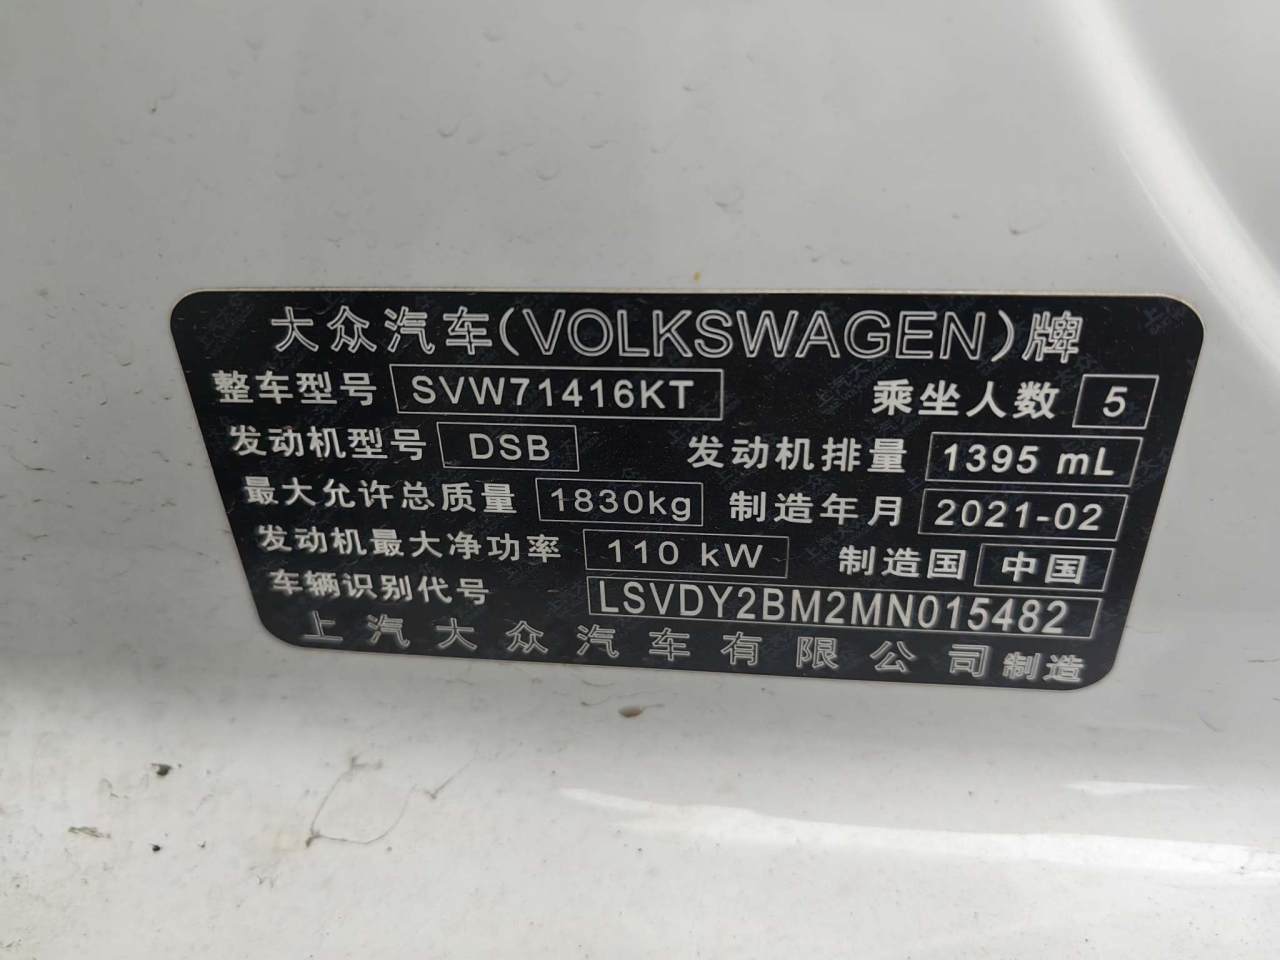 大众汽车(VOLKSWAGEN)牌
整车型号 SVW71416KT 乘坐人数 5
发动机型号 DSB 发动机排量 1395 mL
最大允许总质量 1830kg 制造年月 2021-02
发动机最大净功率 110 kW 制造国 中国
车辆识别代号 LSVDY2BM2MN015482
上汽大众汽车有限公司制造